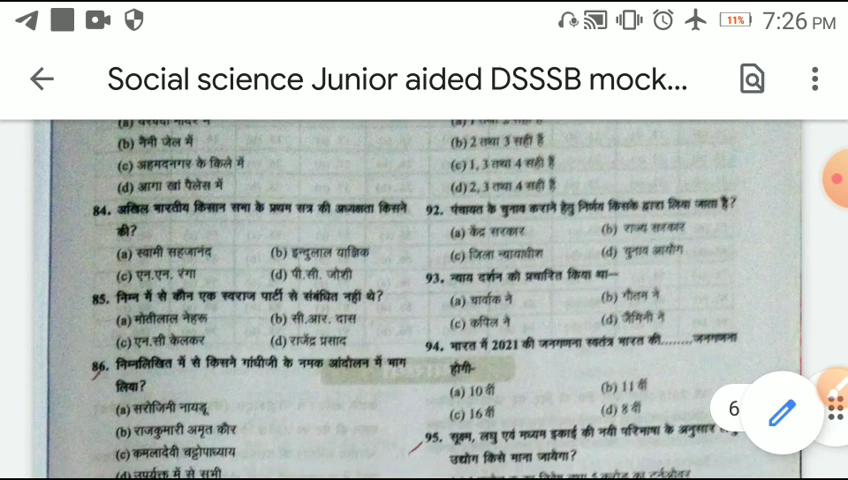 11%
7:26 PM
Social science Junior aided DSSSB mock...
(b) नैनी जेल में
(c) अहमदनगर के किले में
(d) आगा खां पैलेस में
84. अखिल भारतीय किसान सभा के प्रथम सत्र की अध्यक्षता किसने
की?
(a) स्वामी सहजानंद (b) इन्दुलाल याज्ञिक
(c) एन.एन. रंगा (d) पी.सी. जोशी
85. निम्न में से कौन एक स्वराज पार्टी से संबंधित नहीं थे?
(a) मोतीलाल नेहरू (b) सी.आर. दास
(c) एन.सी केलकर (d) राजेंद्र प्रसाद
86. निम्नलिखित में से किसने गांधीजी के नमक आंदोलन में भाग
लिया?
(a) सरोजिनी नायडू
(b) राजकुमारी अमृत कौर
(c) कमलादेवी चट्टोपाध्याय
(d) उपर्युक्त में से सभी
(b) 2 तथा 3 सही हैं
(c) 1, 3 तथा 4 सही हैं
(d) 2, 3 तथा 4 सही हैं
92. पंचायत के चुनाव कराने हेतु निर्णय किसके द्वारा लिया जाता है?
(a) केंद्र सरकार (b) राज्य सरकार
(c) जिला न्यायाधीश (d) चुनाव आयोग
93. न्याय दर्शन को प्रचारित किया था—
(a) चार्वाक ने (b) गौतम ने
(c) कपिल ने (d) जैमिनी ने
94. भारत में 2021 की जनगणना स्वतंत्र भारत की........जनगणना
होगी-
(a) 10 वीं (b) 11 वीं
(c) 16 वीं (d) 8 वीं
95. सूक्ष्म, लघु एवं मध्यम इकाई की नयी परिभाषा के अनुसार
उद्योग किसे माना जायेगा?
6